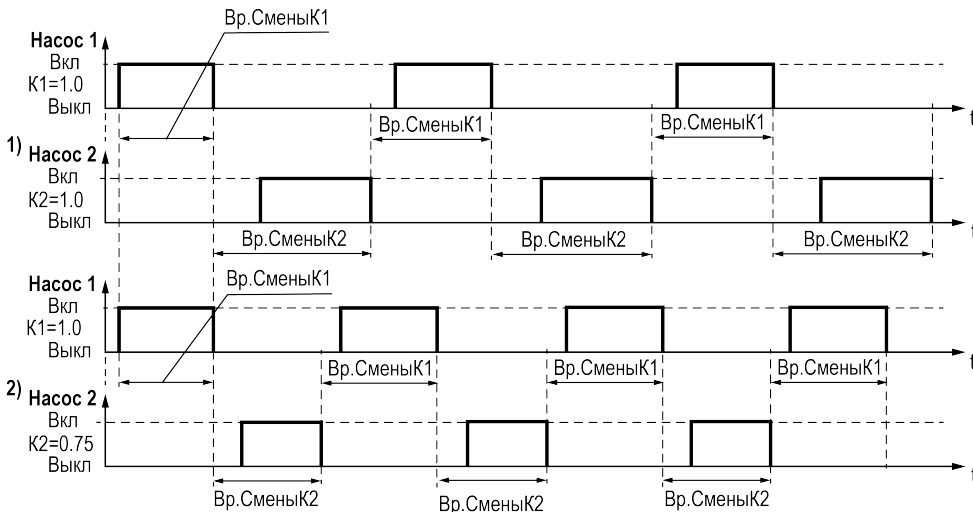 Вр.СменыК1
Насос 1
Вкл
К1=1.0
Выкл
t
Вр.СменыК1
Вр.СменыК1
1)
Насос 2
Вкл
К2=1.0
Выкл
t
Вр.СменыК2
Вр.СменыК2
Вр.СменыК2
Вр.СменыК1
Насос 1
Вкл
К1=1.0
Выкл
t
Вр.СменыК1
Вр.СменыК1
Вр.СменыК1
2)
Насос 2
Вкл
К2=0.75
Выкл
t
Вр.СменыК2
Вр.СменыК2
Вр.СменыК2